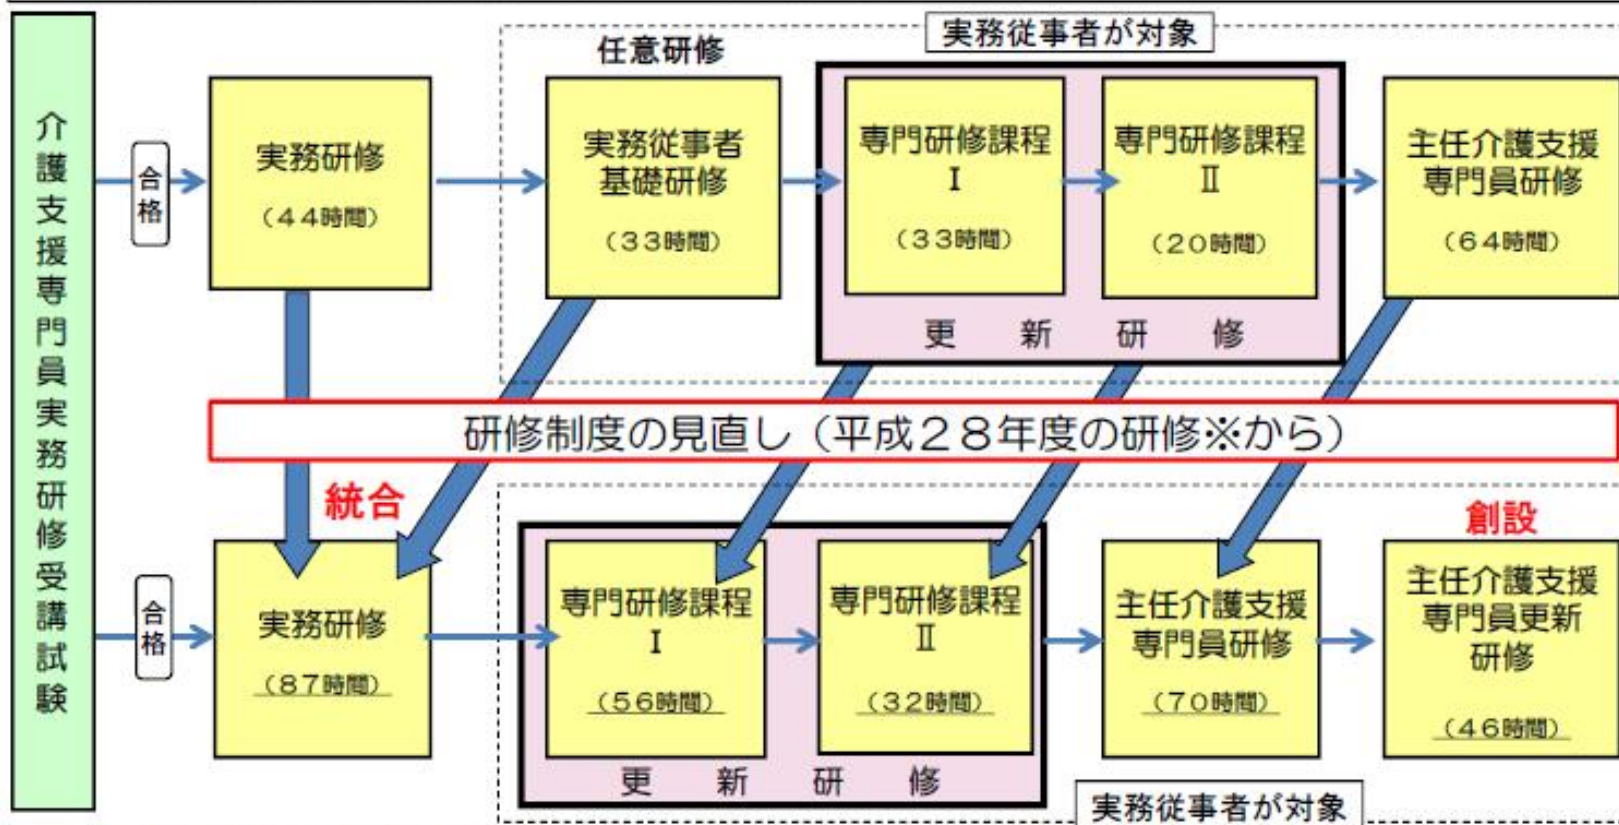 介護支援専門員実務研修受講試験
実務従事者が対象
任意研修
合格
実務研修
（４４時間）
実務従事者
基礎研修
（３３時間）
専門研修課程
Ⅰ
（３３時間）
専門研修課程
Ⅱ
（２０時間）
主任介護支援
専門員研修
（６４時間）
更新研修
研修制度の見直し（平成２８年度の研修※から）
統合
創設
合格
実務研修
（８７時間）
専門研修課程
Ⅰ
（５６時間）
専門研修課程
Ⅱ
（３２時間）
主任介護支援
専門員研修
（７０時間）
主任介護支援
専門員更新
研修
（４６時間）
更新研修
実務従事者が対象